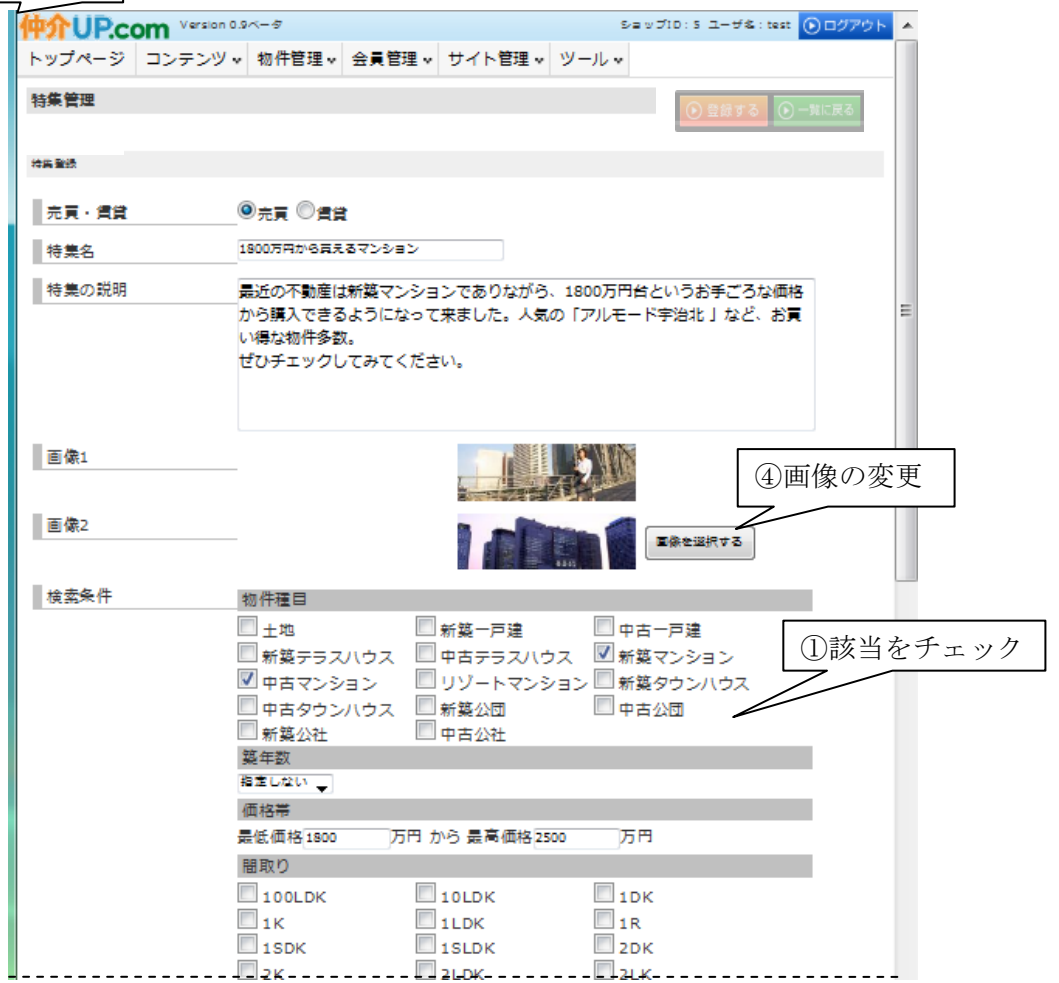 仲介UP.com Version 0.9ベータ ショップID:5 ユーザ名:test ログアウト
トップページ コンテンツ 物件管理 会員管理 サイト管理 ツール
特集管理
登録する 一覧に戻る
特集登録
売買・賃貸 売買 賃貸
特集名 1800万円から買えるマンション
特集の説明 最近の不動産は新築マンションでありながら、1800万円台というお手ごろな価格
から購入できるようになって来ました。人気の「アルモード宇治北 」など、お買
い得な物件多数。
ぜひチェックしてみてください。
画像1
④画像の変更
画像2 画像を選択する
検索条件 物件種目
土地 新築一戸建 中古一戸建
①該当をチェック
新築テラスハウス 中古テラスハウス 新築マンション
中古マンション リゾートマンション 新築タウンハウス
中古タウンハウス 新築公団 中古公団
新築公社 中古公社
築年数
指定しない
価格帯
最低価格 1800 万円 から 最高価格 2500 万円
間取り
100LDK 10LDK 1DK
1K 1LDK 1R
1SDK 1SLDK 2DK
2K 2LDK 2LK